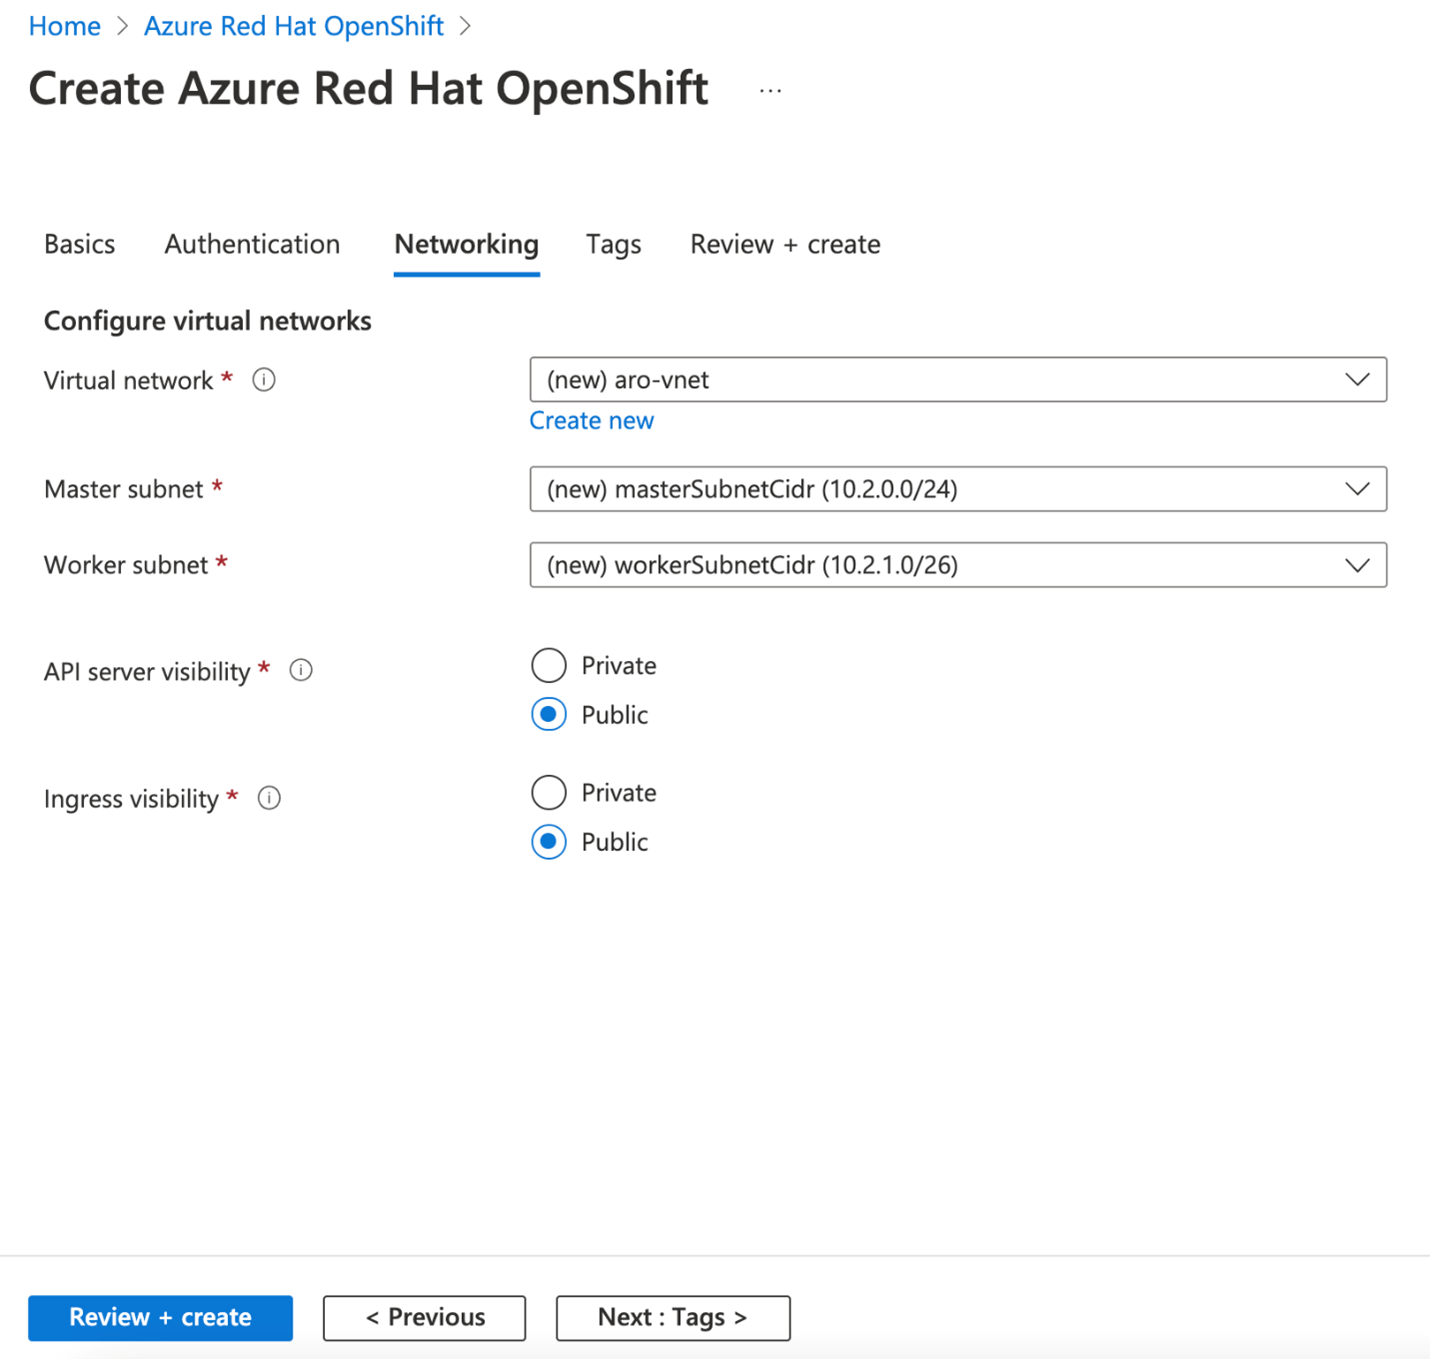 Home > Azure Red Hat OpenShift >
Create Azure Red Hat OpenShift ...
Basics Authentication Networking Tags Review + create
Configure virtual networks
Virtual network *
(new) aro-vnet
Create new
Master subnet *
(new) masterSubnetCidr (10.2.0.0/24)
Worker subnet *
(new) workerSubnetCidr (10.2.1.0/26)
API server visibility *
Private
Public
Ingress visibility *
Private
Public
Review + create
< Previous
Next : Tags >